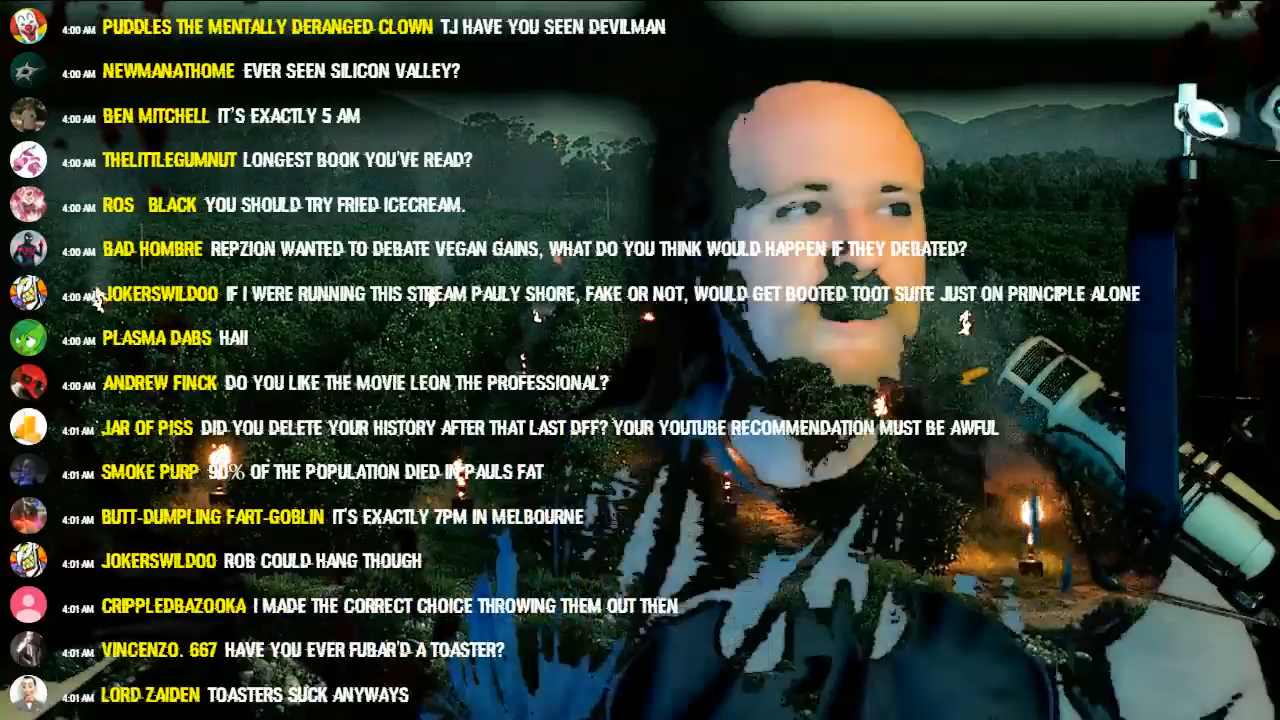 4:00 AM PUDDLES THE MENTALLY DERANGED CLOWN TJ HAVE YOU SEEN DEVILMAN
4:00 AM NEWMANATHOME EVER SEEN SILICON VALLEY?
4:00 AM BEN MITCHELL IT'S EXACTLY 5 AM
4:00 AM THELITTLEGUMNUT LONGEST BOOK YOU'VE READ?
4:00 AM ROS BLACK YOU SHOULD TRY FRIED ICECREAM.
4:00 AM BAD HOMBRE REPZION WANTED TO DEBATE VEGAN GAINS, WHAT DO YOU THINK WOULD HAPPEN IF THEY DEBATED?
4:00 AM JOKERSWILDOO IF I WERE RUNNING THIS STREAM PAULY SHORE, FAKE OR NOT, WOULD GET BOOTED TOOT SUITE JUST ON PRINCIPLE ALONE
4:00 AM PLASMA DABS HAII
4:00 AM ANDREW FINCK DO YOU LIKE THE MOVIE LEON THE PROFESSIONAL?
4:01 AM JAR OF PISS DID YOU DELETE YOUR HISTORY AFTER THAT LAST DFF? YOUR YOUTUBE RECOMMENDATION MUST BE AWFUL
4:01 AM SMOKE PURP 90% OF THE POPULATION DIED IN PAULS FAT
4:01 AM BUTT-DUMPLING FART-GOBLIN IT'S EXACTLY 7PM IN MELBOURNE
4:01 AM JOKERSWILDOO ROB COULD HANG THOUGH
4:01 AM CRIPPLEDBAZOOKA I MADE THE CORRECT CHOICE THROWING THEM OUT THEN
4:01 AM VINCENZO. 667 HAVE YOU EVER FUBAR'D A TOASTER?
4:01 AM LORD ZAIDEN TOASTERS SUCK ANYWAYS